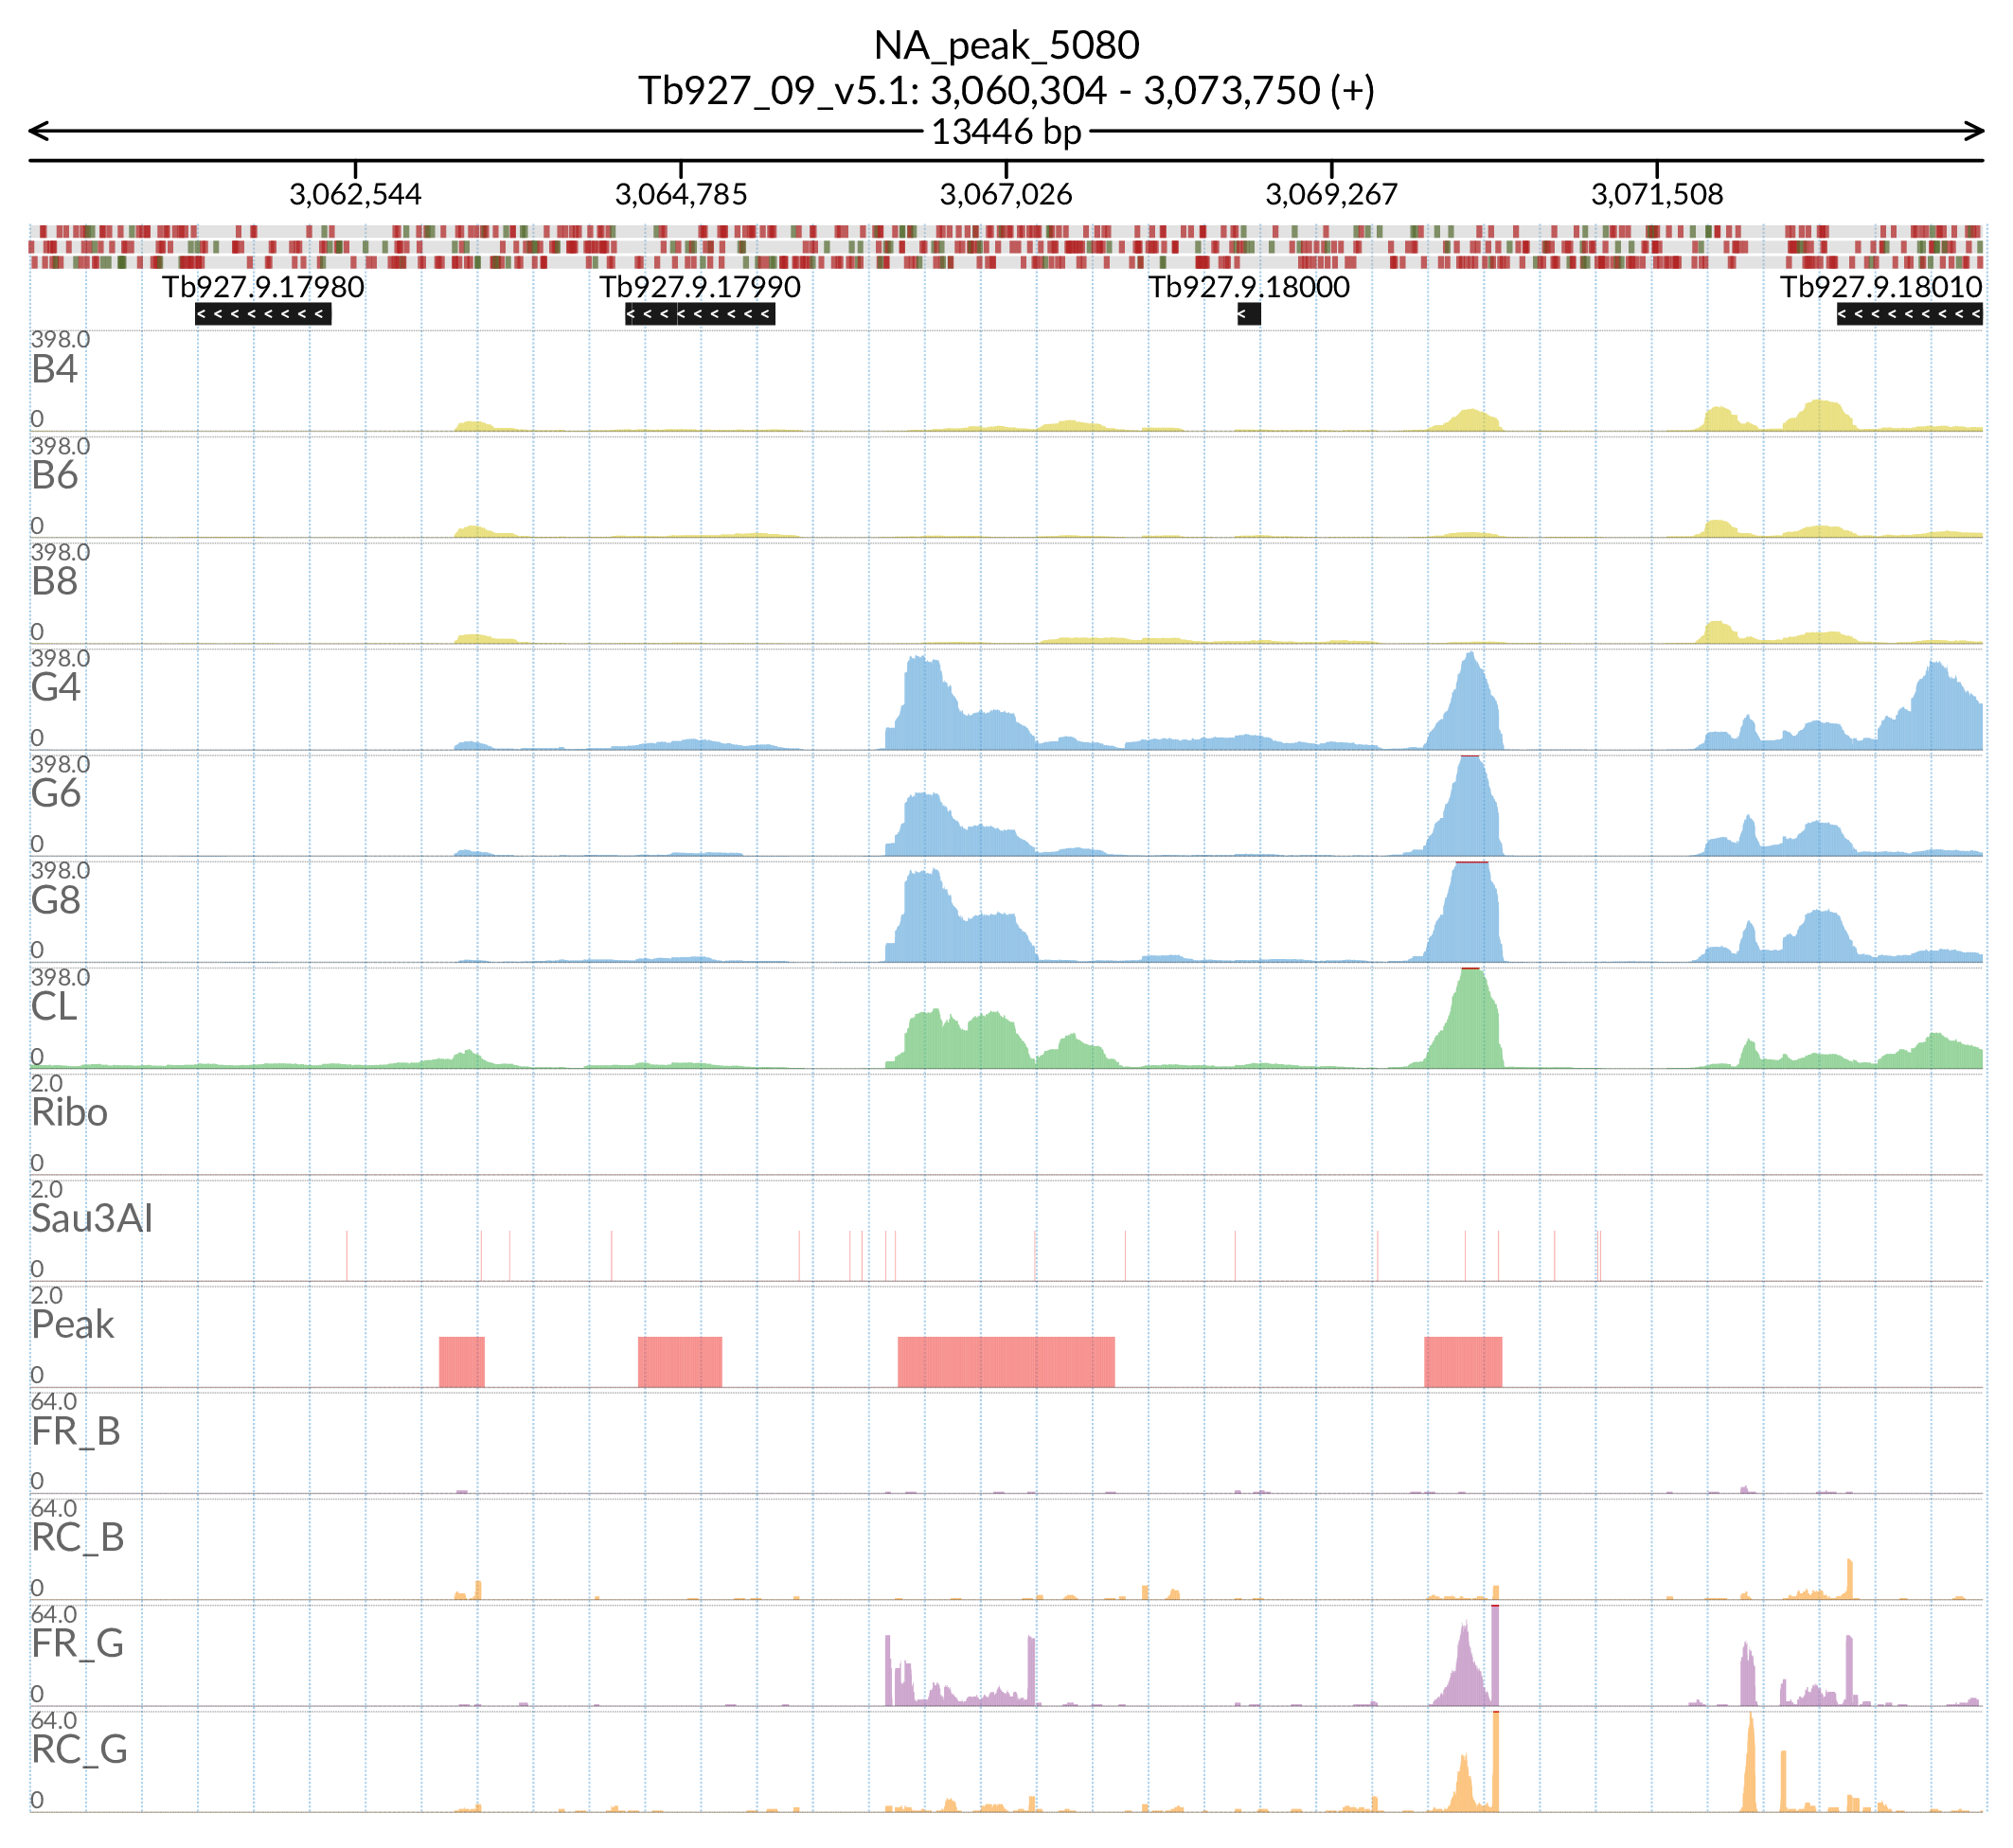 NA_peak_5080
Tb927_09_v5.1: 3,060,304 - 3,073,750 (+)
13446 bp
3,062,544 3,064,785 3,067,026 3,069,267 3,071,508
Tb927.9.17980 Tb927.9.17990 Tb927.9.18000 Tb927.9.18010
398.0
B4
0
398.0
B6
0
398.0
B8
0
398.0
G4
0
398.0
G6
0
398.0
G8
0
398.0
CL
0
2.0
Ribo
0
2.0
Sau3AI
0
2.0
Peak
0
64.0
FR_B
0
64.0
RC_B
0
64.0
FR_G
0
64.0
RC_G
0